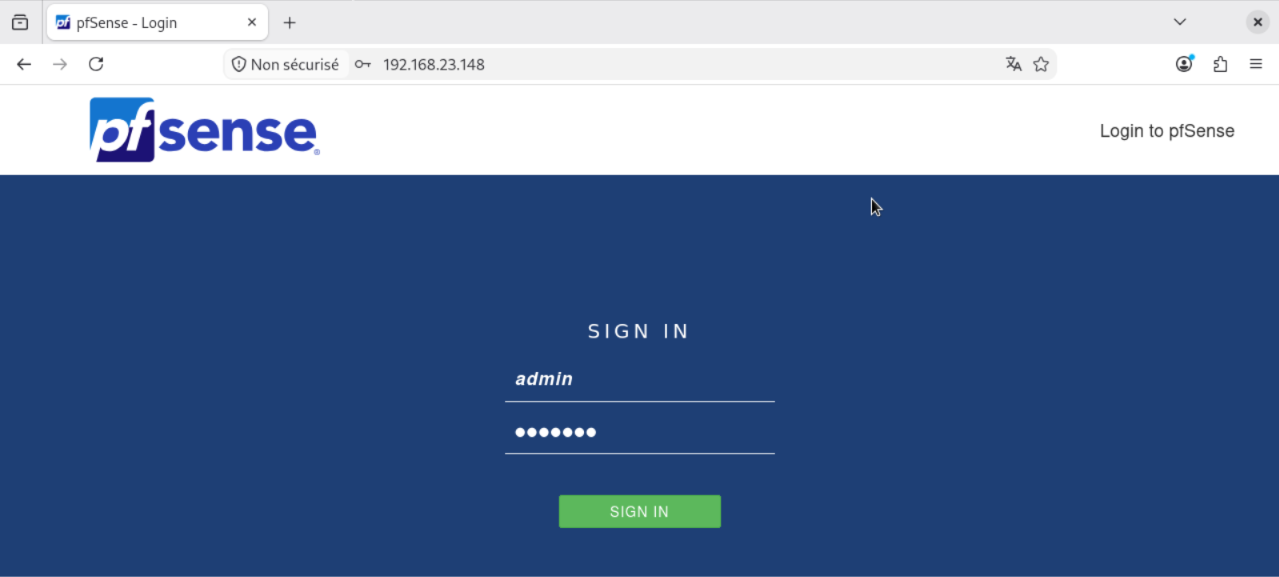 pfSense - Login
Non sécurisé 192.168.23.148
pfsense Login to pfSense
SIGN IN
admin
•••••••
SIGN IN